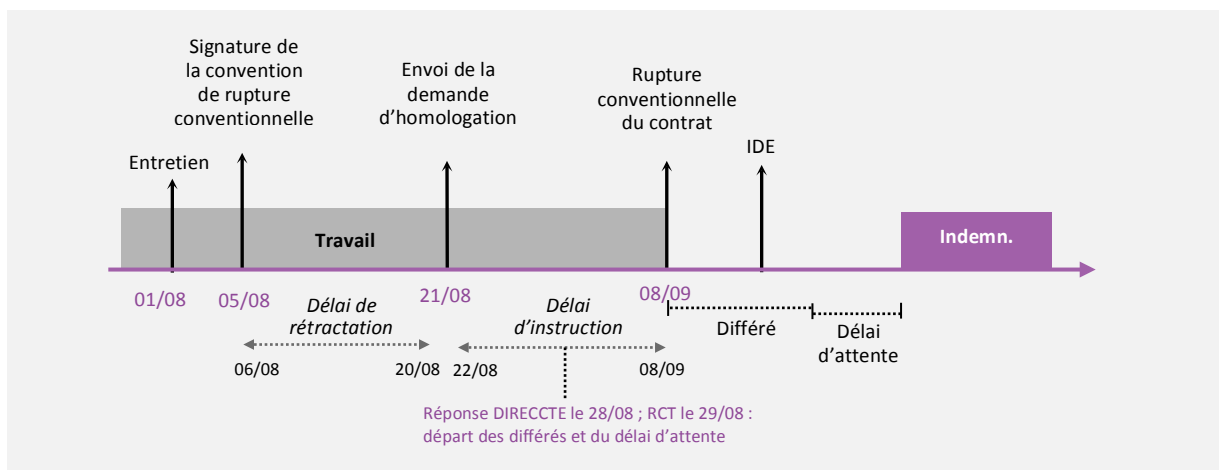 Signature de
la convention
de rupture
conventionnelle
Envoi de la
demande
d'homologation
Rupture
conventionnelle
du contrat
IDE
Entretien
Travail
Indemn.
01/08
05/08
21/08
08/09
Délai de
rétractation
Délai
d'instruction
Différé
Délai
d'attente
06/08
20/08
22/08
08/09
Réponse DIRECCTE le 28/08 ; RCT le 29/08 :
départ des différés et du délai d'attente